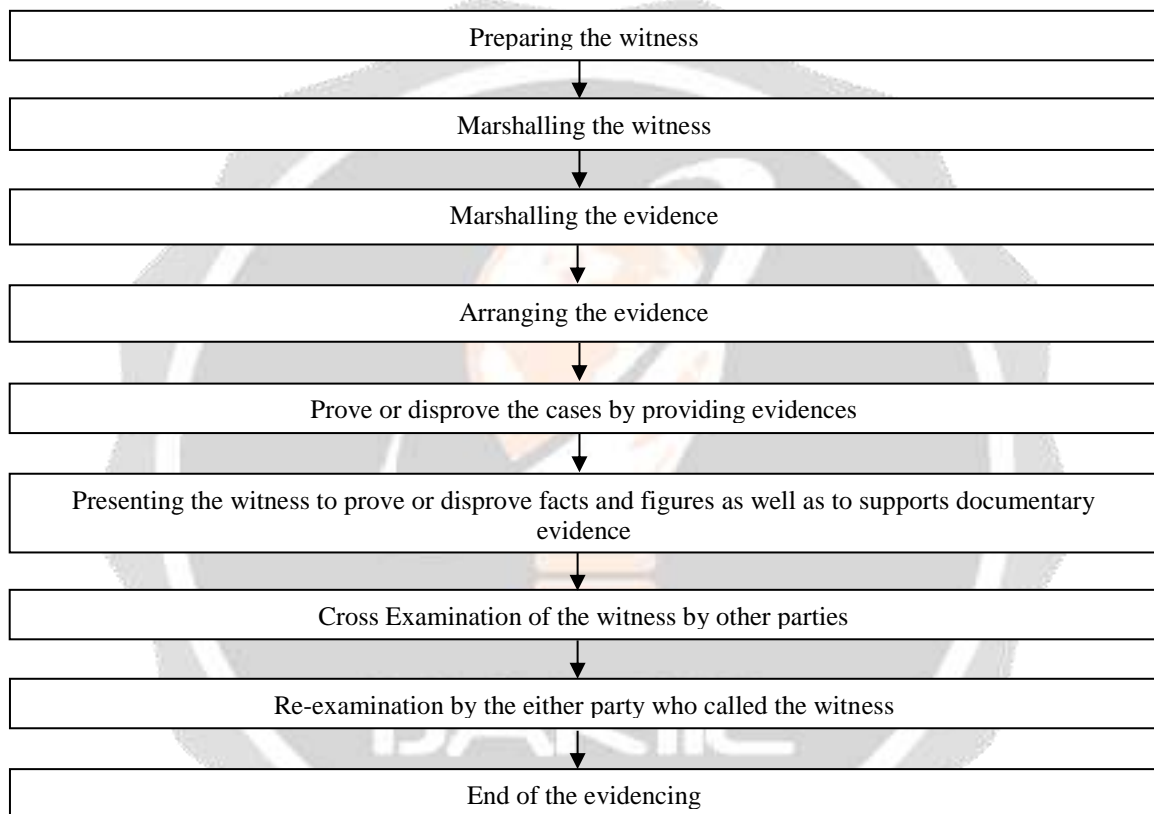 Preparing the witness
Marshalling the witness
Marshalling the evidence
Arranging the evidence
Prove or disprove the cases by providing evidences
Presenting the witness to prove or disprove facts and figures as well as to supports documentary
evidence
Cross Examination of the witness by other parties
Re-examination by the either party who called the witness
End of the evidencing